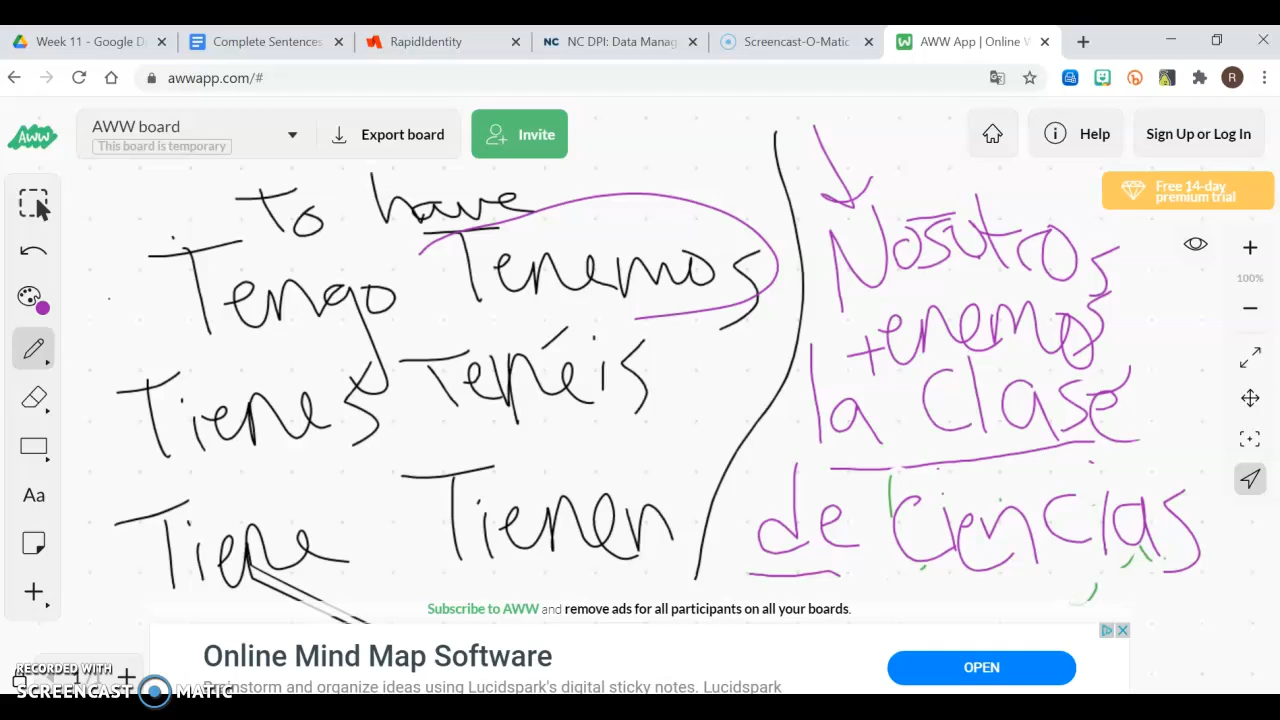 Week 11 - Google D
Complete Sentences
RapidIdentity
NC DPI: Data Manag
Screencast-O-Matic
AWW App | Online W
awwapp.com/#
R
AWW
AWW board
This board is temporary
Export board
Invite
Help
Sign Up or Log In
Free 14-day
premium trial
100%
Aa
to have
Tengo Tenemos
Tienes Tenéis
Tiene Tienen
Nosotros
tenemos
la clase
de ciencias
Subscribe to AWW and remove ads for all participants on all your boards.
Online Mind Map Software
Brainstorm and organize ideas using Lucidspark's digital sticky notes. Lucidspark
OPEN
RECORDED WITH
SCREENCAST MATIC